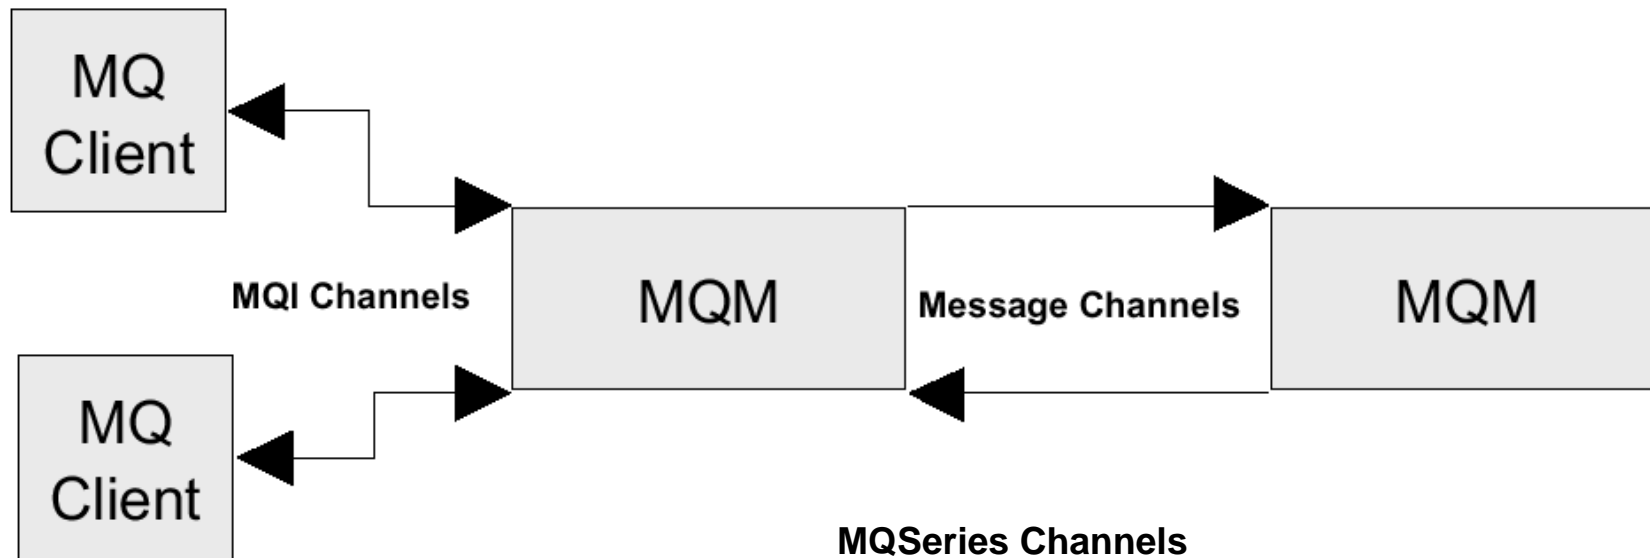 MQ
Client
MQI Channels
MQM
Message Channels
MQM
MQ
Client
MQSeries Channels